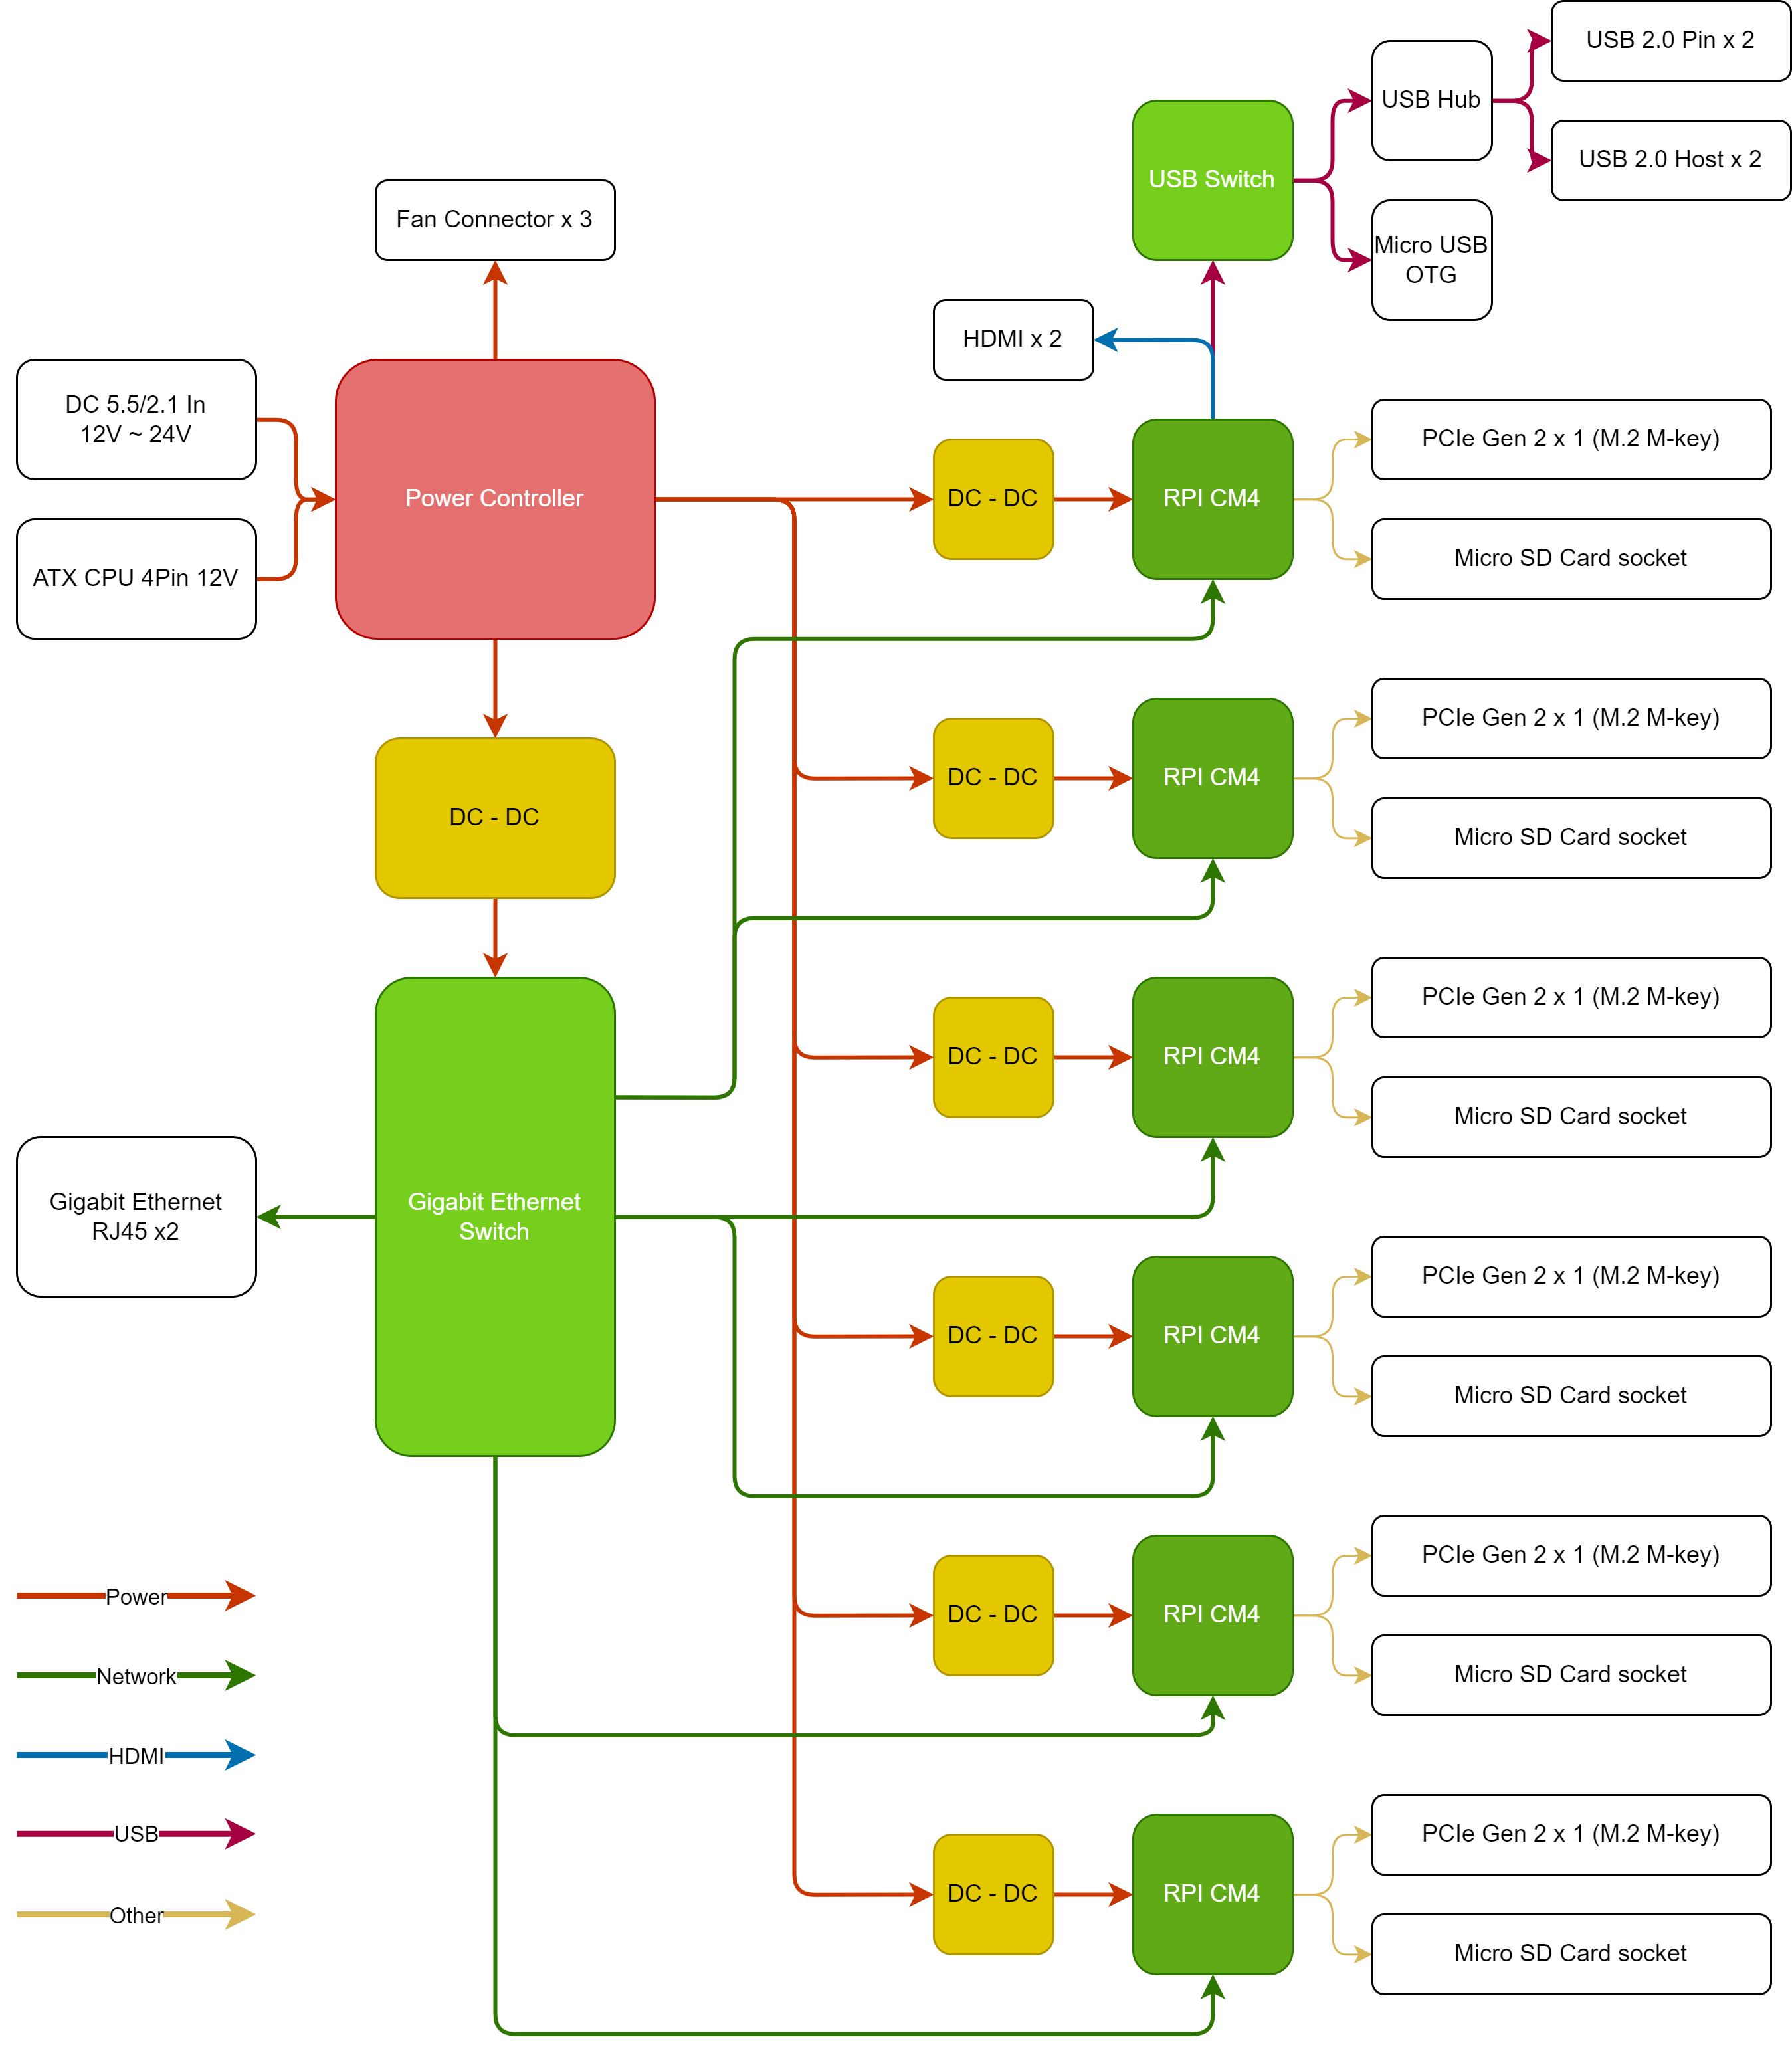 USB 2.0 Pin x 2
USB Hub
USB 2.0 Host x 2
USB Switch
Micro USB
OTG
Fan Connector x 3
HDMI x 2
DC 5.5/2.1 In
12V ~ 24V
ATX CPU 4Pin 12V
Power Controller
DC - DC
RPI CM4
PCIe Gen 2 x 1 (M.2 M-key)
Micro SD Card socket
DC - DC
DC - DC
RPI CM4
PCIe Gen 2 x 1 (M.2 M-key)
Micro SD Card socket
DC - DC
RPI CM4
PCIe Gen 2 x 1 (M.2 M-key)
Micro SD Card socket
Gigabit Ethernet
RJ45 x2
Gigabit Ethernet
Switch
DC - DC
RPI CM4
PCIe Gen 2 x 1 (M.2 M-key)
Micro SD Card socket
DC - DC
RPI CM4
PCIe Gen 2 x 1 (M.2 M-key)
Micro SD Card socket
DC - DC
RPI CM4
PCIe Gen 2 x 1 (M.2 M-key)
Micro SD Card socket
Power
Network
HDMI
USB
Other